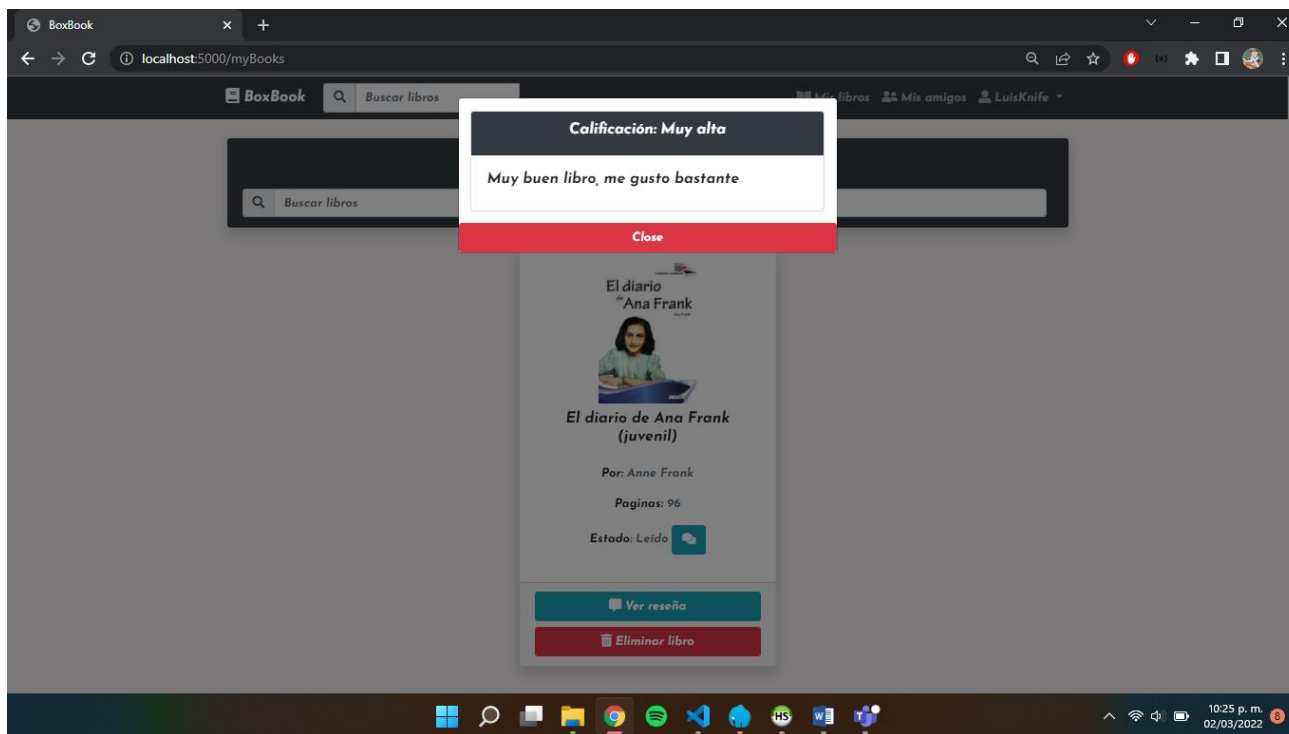 BoxBook
localhost:5000/myBooks
BoxBook
Buscar libros
Mis libros
Mis amigos
LuisKnife
Calificación: Muy alta
Muy buen libro, me gusto bastante
Buscar libros
Close
El diario
de Ana Frank
El diario de Ana Frank
(juvenil)
Por: Anne Frank
Paginas: 96
Estado: Leído
Ver reseña
Eliminar libro
HS
10:25 p. m.
02/03/2022
8